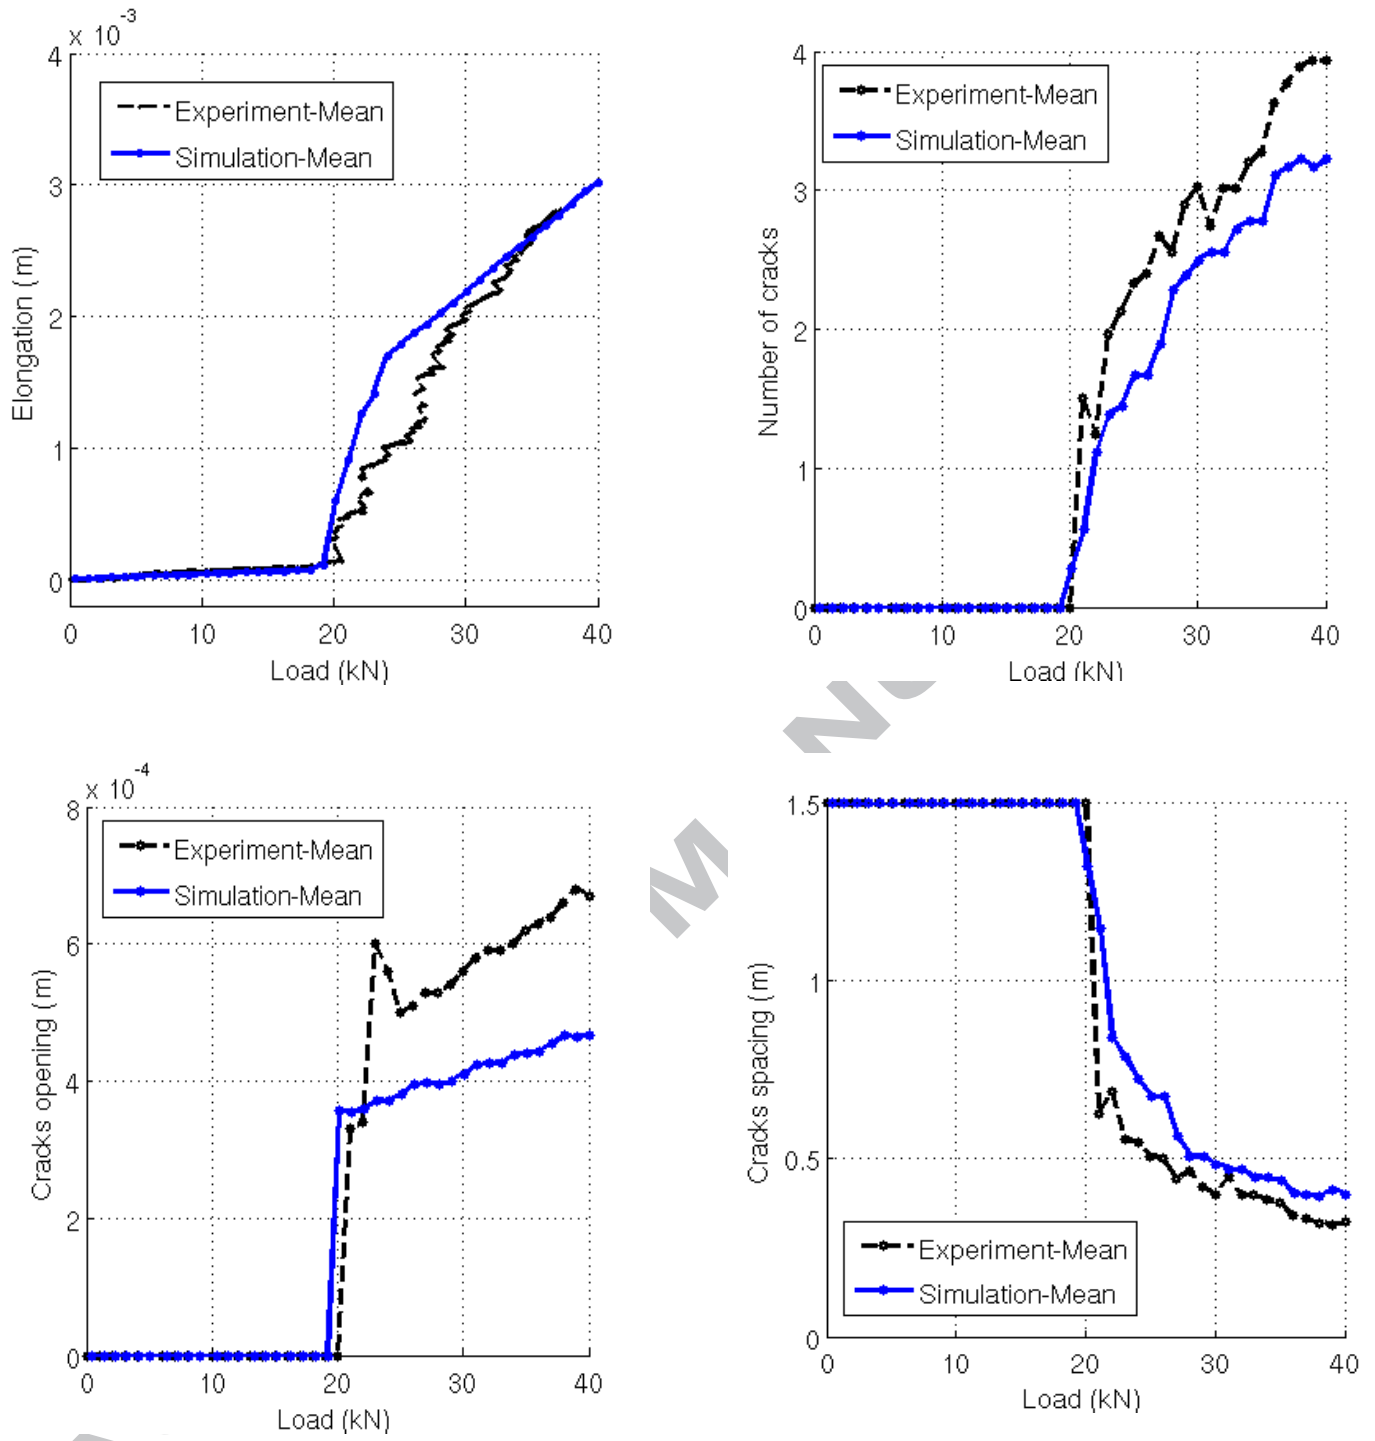 x 10-3
4
3
2
1
0
Elongation (m)
Experiment-Mean
Simulation-Mean
0 10 20 30 40
Load (kN)
4
3
2
1
0
Number of cracks
Experiment-Mean
Simulation-Mean
0 10 20 30 40
Load (kN)
x 10-4
8
6
4
2
0
Cracks opening (m)
Experiment-Mean
Simulation-Mean
0 10 20 30 40
Load (kN)
1.5
1
0.5
0
Cracks spacing (m)
Experiment-Mean
Simulation-Mean
0 10 20 30 40
Load (kN)
M